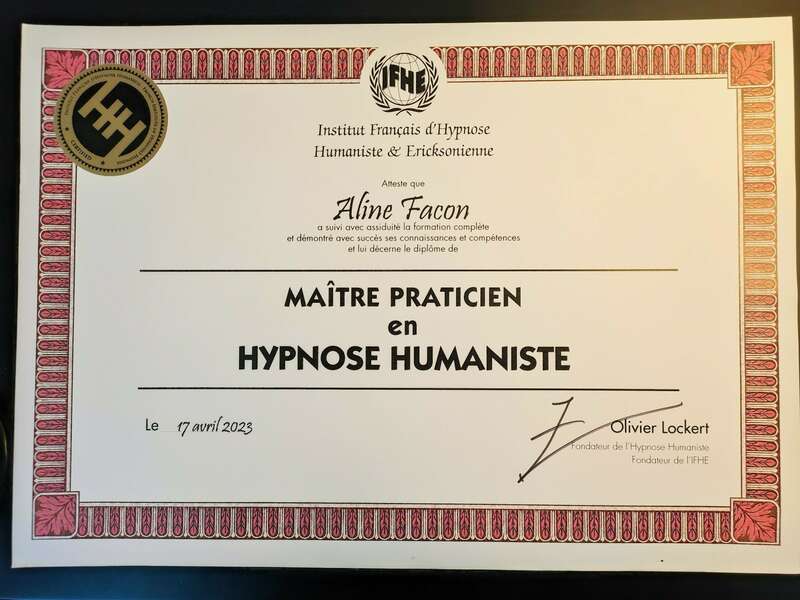 IFHE
Institut Français d'Hypnose
Humaniste & Ericksonienne
Atteste que
Aline Facon
a suivi avec assiduité la formation complète
et démontré avec succès ses connaissances et compétences
et lui décerne le diplôme de
MAÎTRE PRATICIEN
en
HYPNOSE HUMANISTE
Le 17 avril 2023
Olivier Lockert
Fondateur de l'Hypnose Humaniste
Fondateur de l'IFHE